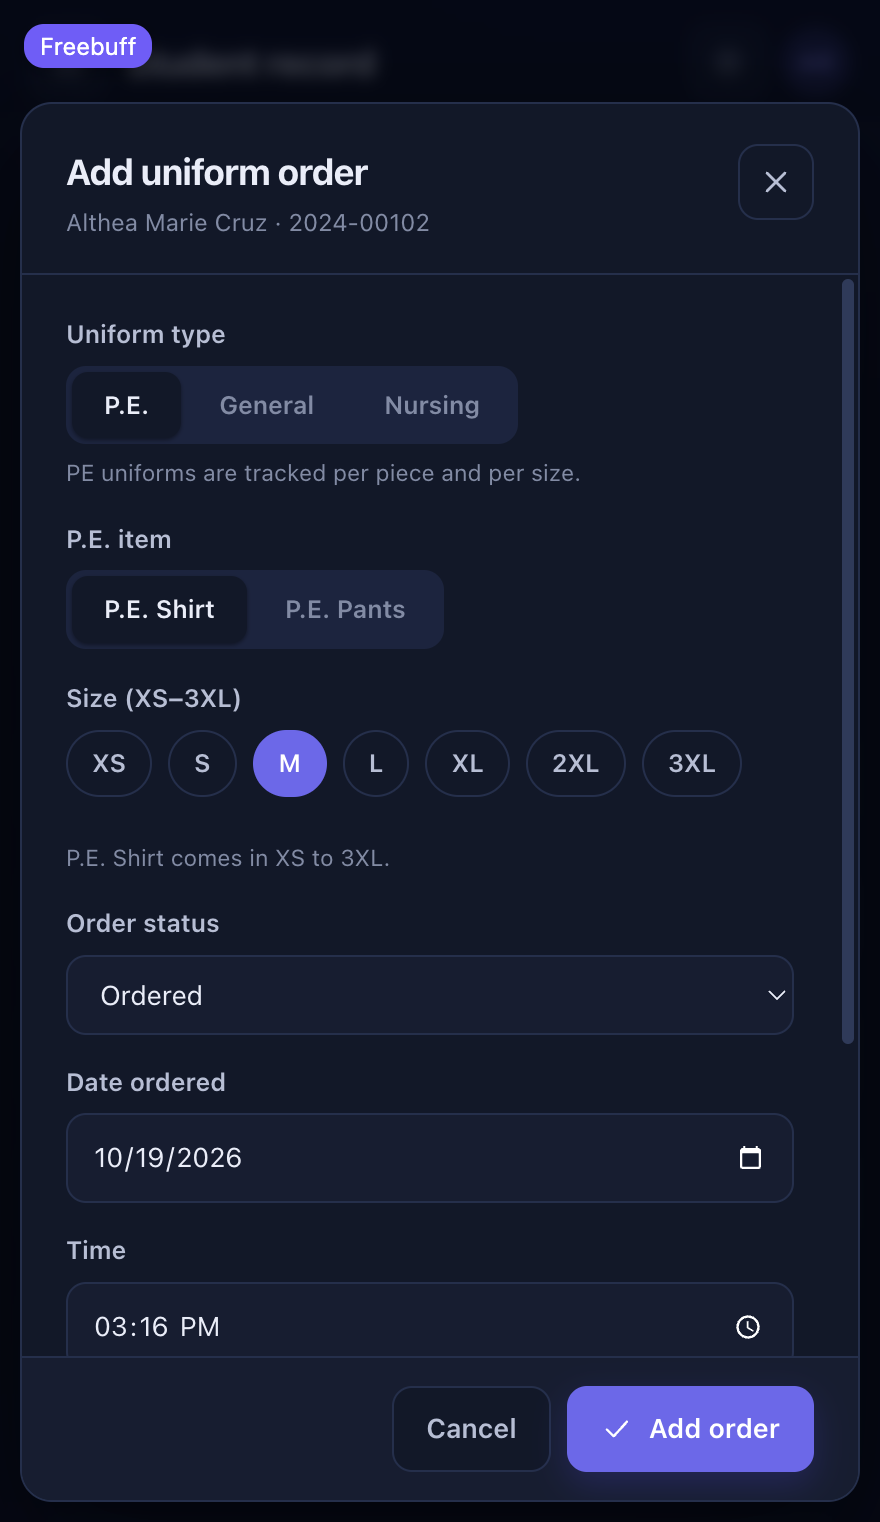 Freebuff
Student record
Add uniform order
Althea Marie Cruz · 2024-00102
Uniform type
P.E. General Nursing
PE uniforms are tracked per piece and per size.
P.E. item
P.E. Shirt P.E. Pants
Size (XS–3XL)
XS S M L XL 2XL 3XL
P.E. Shirt comes in XS to 3XL.
Order status
Ordered
Date ordered
10/19/2026
Time
03:16 PM
Cancel Add order